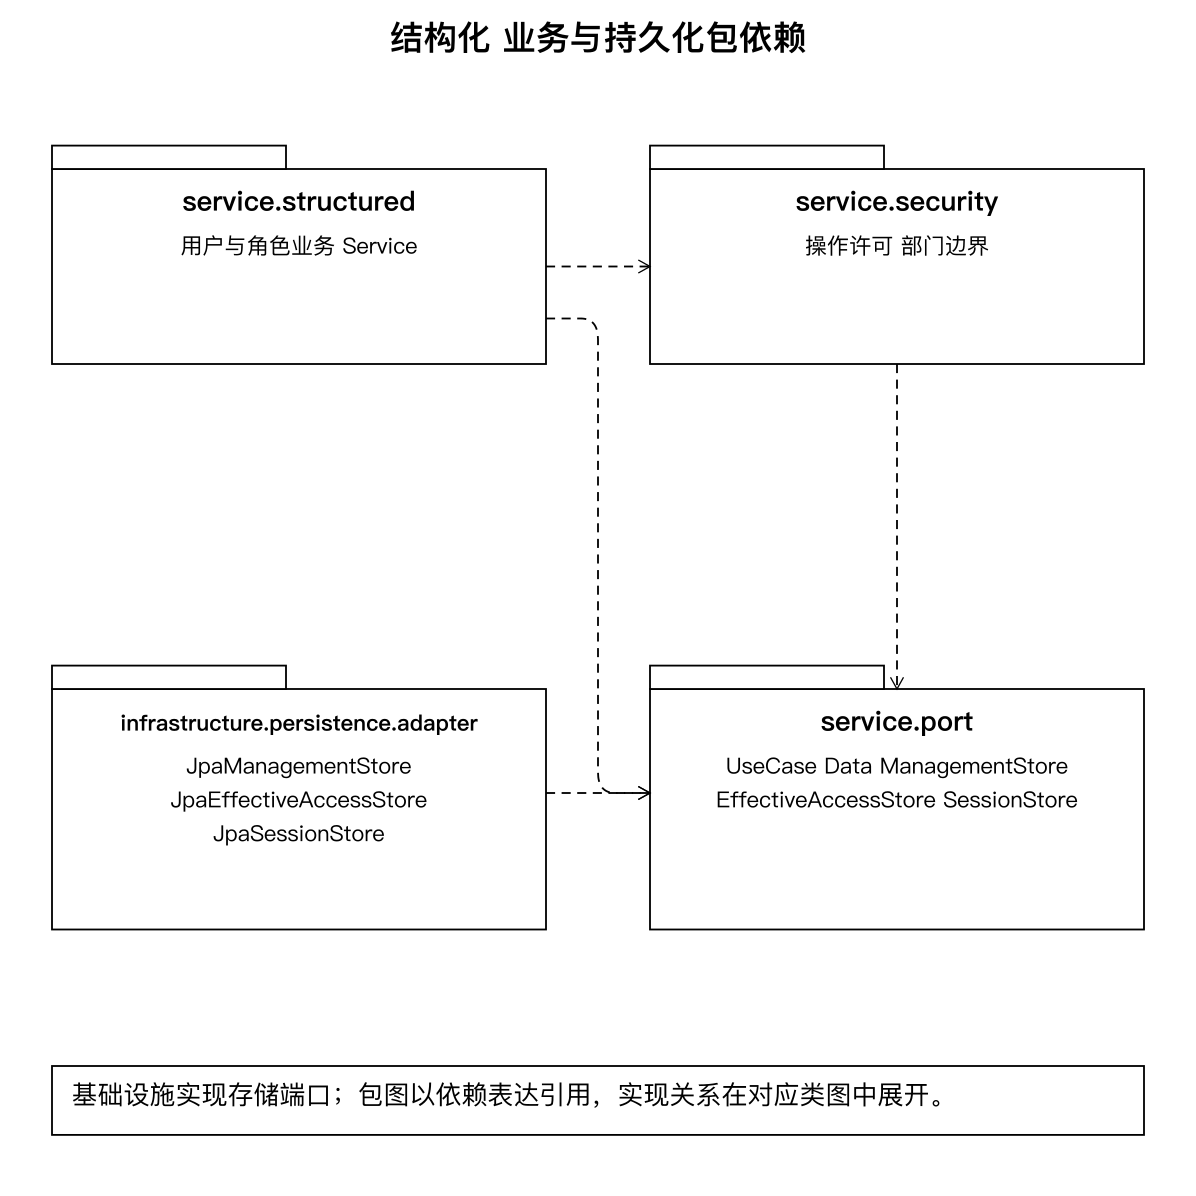 结构化 业务与持久化包依赖
service.structured
用户与角色业务 Service
service.security
操作许可 部门边界
infrastructure.persistence.adapter
JpaManagementStore
JpaEffectiveAccessStore
JpaSessionStore
service.port
UseCase Data ManagementStore
EffectiveAccessStore SessionStore
基础设施实现存储端口；包图以依赖表达引用，实现关系在对应类图中展开。